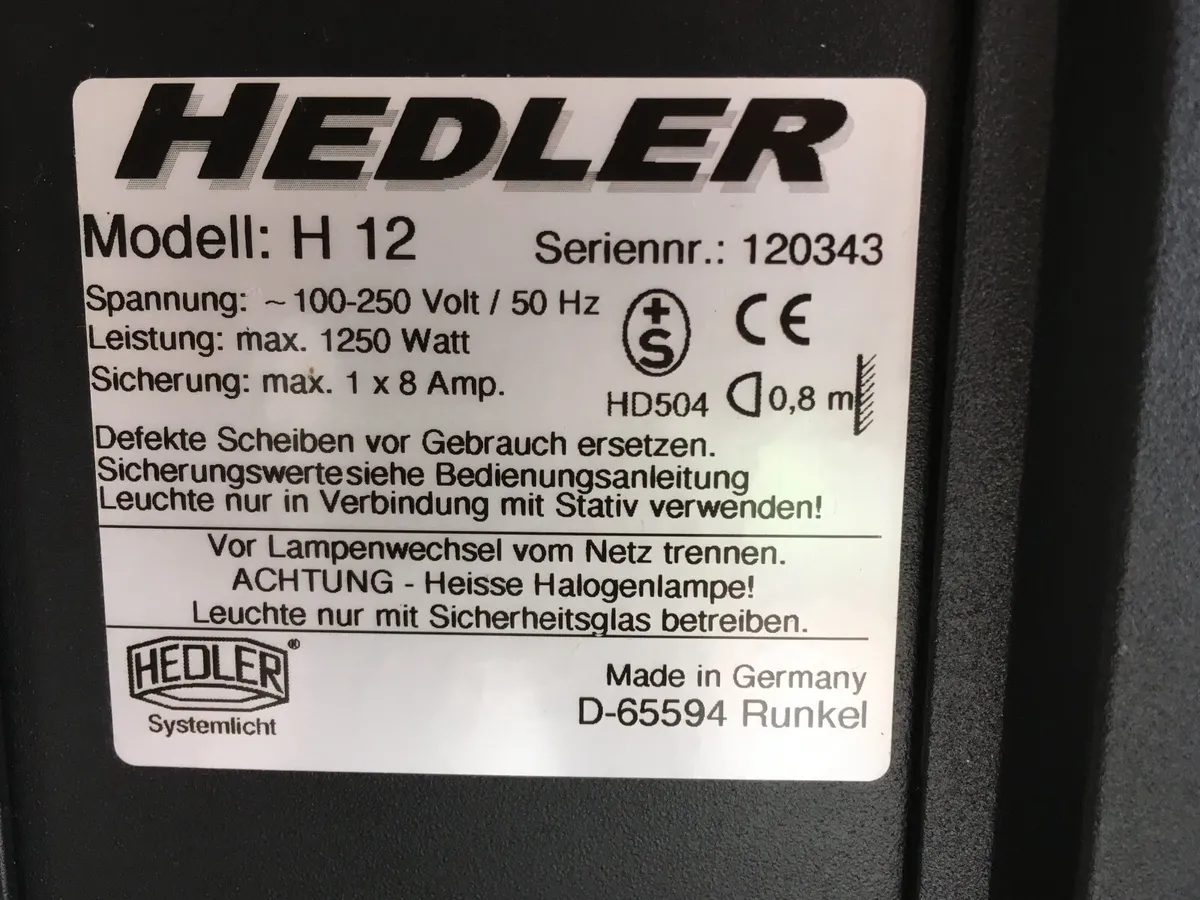 HEDLER
Modell: H 12 Seriennr.: 120343
Spannung: ~ 100-250 Volt / 50 Hz
Leistung: max. 1250 Watt
Sicherung: max. 1 x 8 Amp.
+S CE
HD504 0,8 m
Defekte Scheiben vor Gebrauch ersetzen.
Sicherungswertesiehe Bedienungsanleitung
Leuchte nur in Verbindung mit Stativ verwenden!
Vor Lampenwechsel vom Netz trennen.
ACHTUNG - Heisse Halogenlampe!
Leuchte nur mit Sicherheitsglas betreiben.
HEDLER®
Systemlicht
Made in Germany
D-65594 Runkel